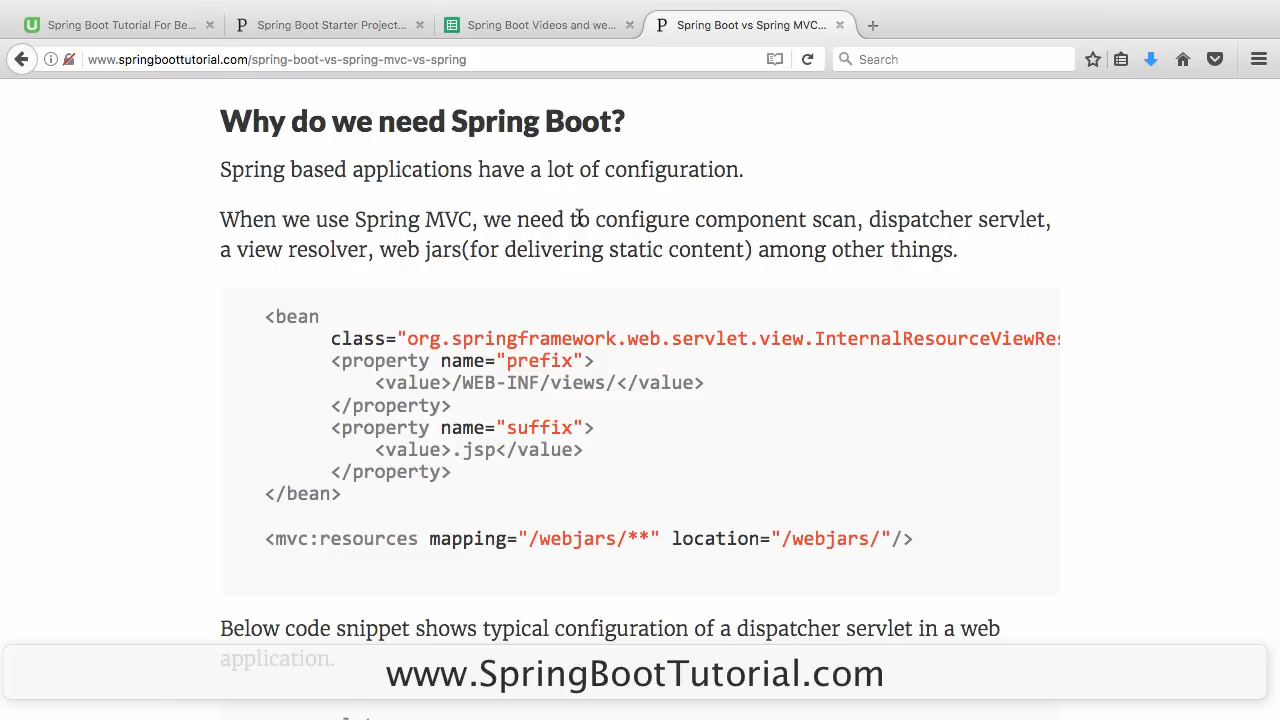 Spring Boot Tutorial For Be...
Spring Boot Starter Project...
Spring Boot Videos and we...
Spring Boot vs Spring MVC...
www.springboottutorial.com/spring-boot-vs-spring-mvc-vs-spring
Search
Why do we need Spring Boot?
Spring based applications have a lot of configuration.
When we use Spring MVC, we need to configure component scan, dispatcher servlet,
a view resolver, web jars(for delivering static content) among other things.
<bean
class="org.springframework.web.servlet.view.InternalResourceViewRes
<property name="prefix">
<value>/WEB-INF/views/</value>
</property>
<property name="suffix">
<value>.jsp</value>
</property>
</bean>
<mvc:resources mapping="/webjars/**" location="/webjars/"/>
Below code snippet shows typical configuration of a dispatcher servlet in a web
application.
www.SpringBootTutorial.com